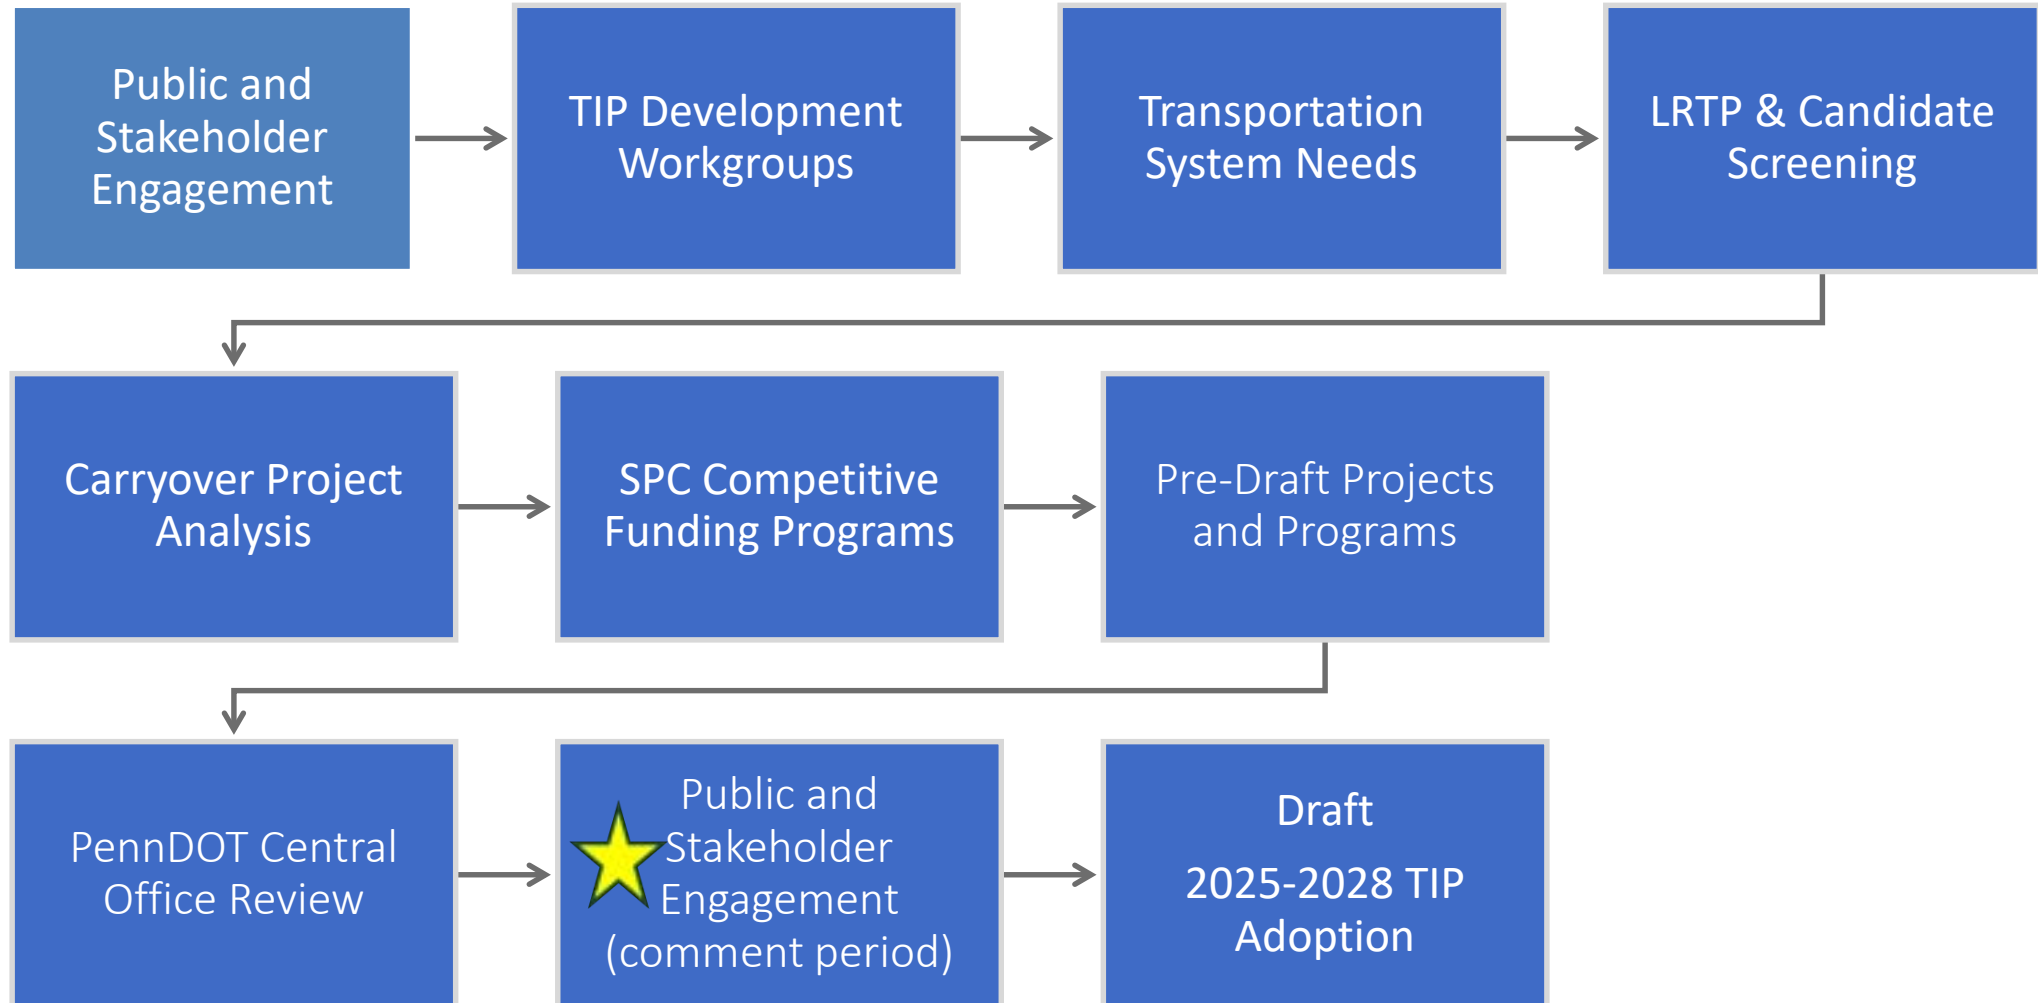 Public and
Stakeholder
Engagement
TIP Development
Workgroups
Transportation
System Needs
LRTP & Candidate
Screening
Carryover Project
Analysis
SPC Competitive
Funding Programs
Pre-Draft Projects
and Programs
PennDOT Central
Office Review
Public and
Stakeholder
Engagement
(comment period)
Draft
2025-2028 TIP
Adoption